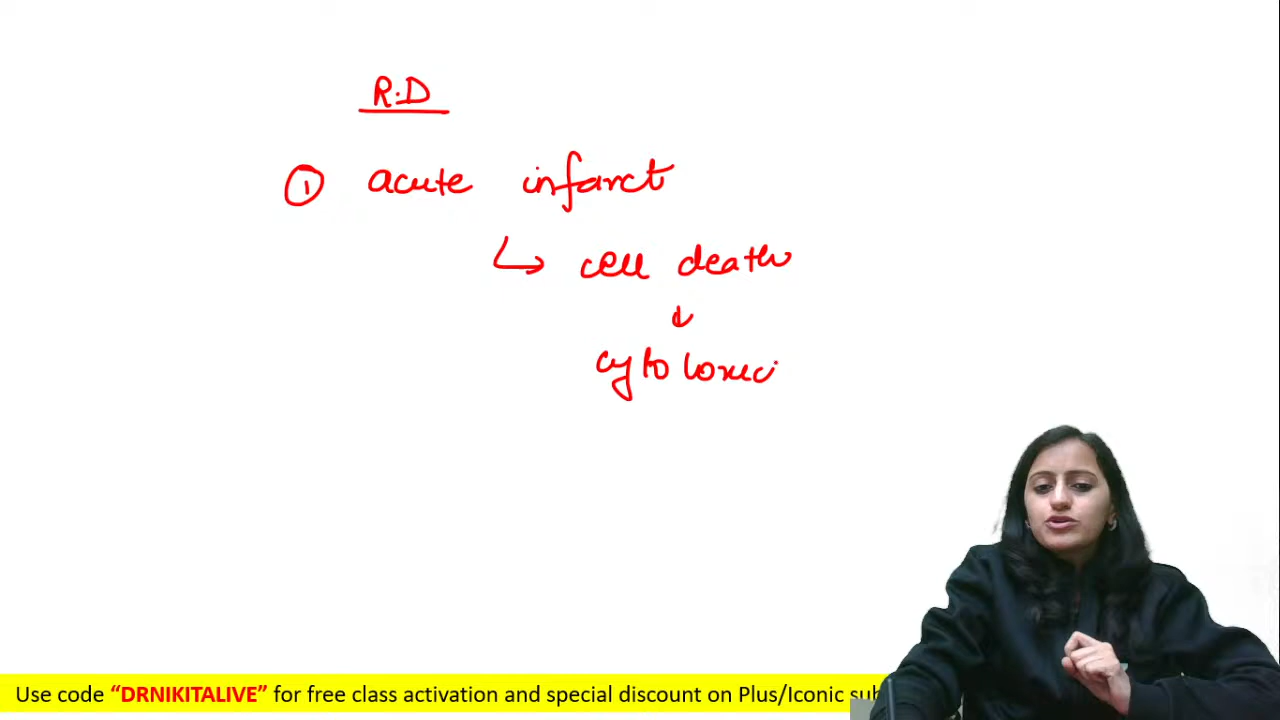 R.D
① acute infarct
↳ cell death
↓
cytotoxic
Use code “DRNIKITALIVE” for free class activation and special discount on Plus/Iconic sub